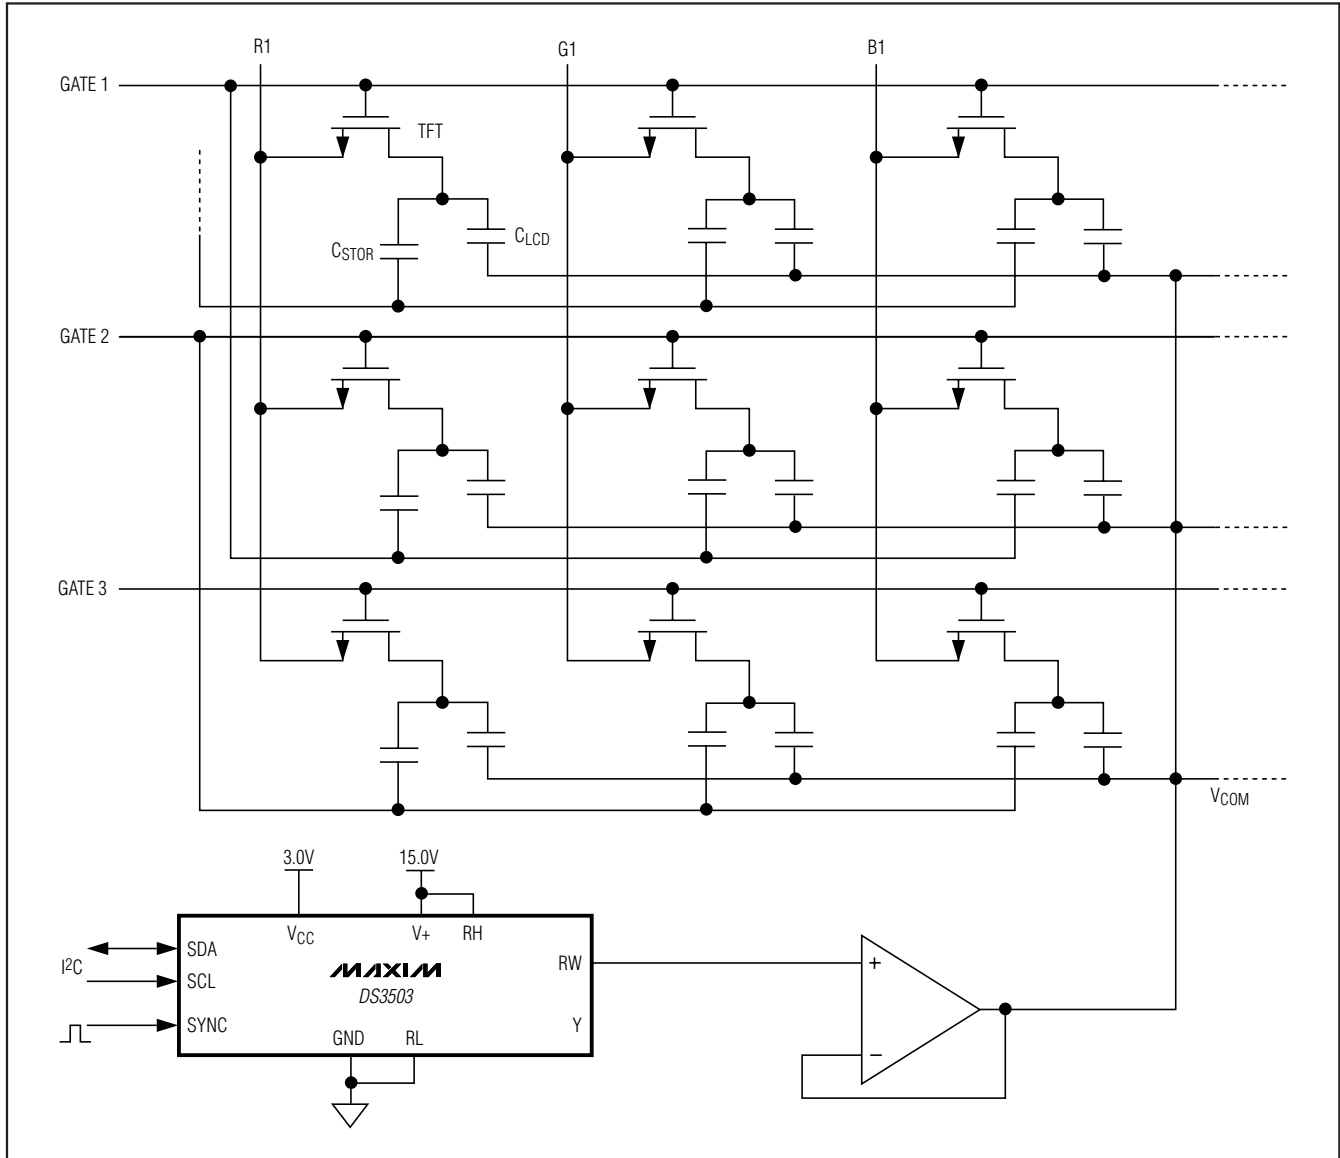 R1
G1
B1
GATE 1
TFT
CSTOR
CLCD
GATE 2
GATE 3
VCOM
3.0V
15.0V
VCC
V+
RH
I2C
SDA
SCL
SYNC
MAXIM
DS3503
RW
Y
GND
RL
+
−